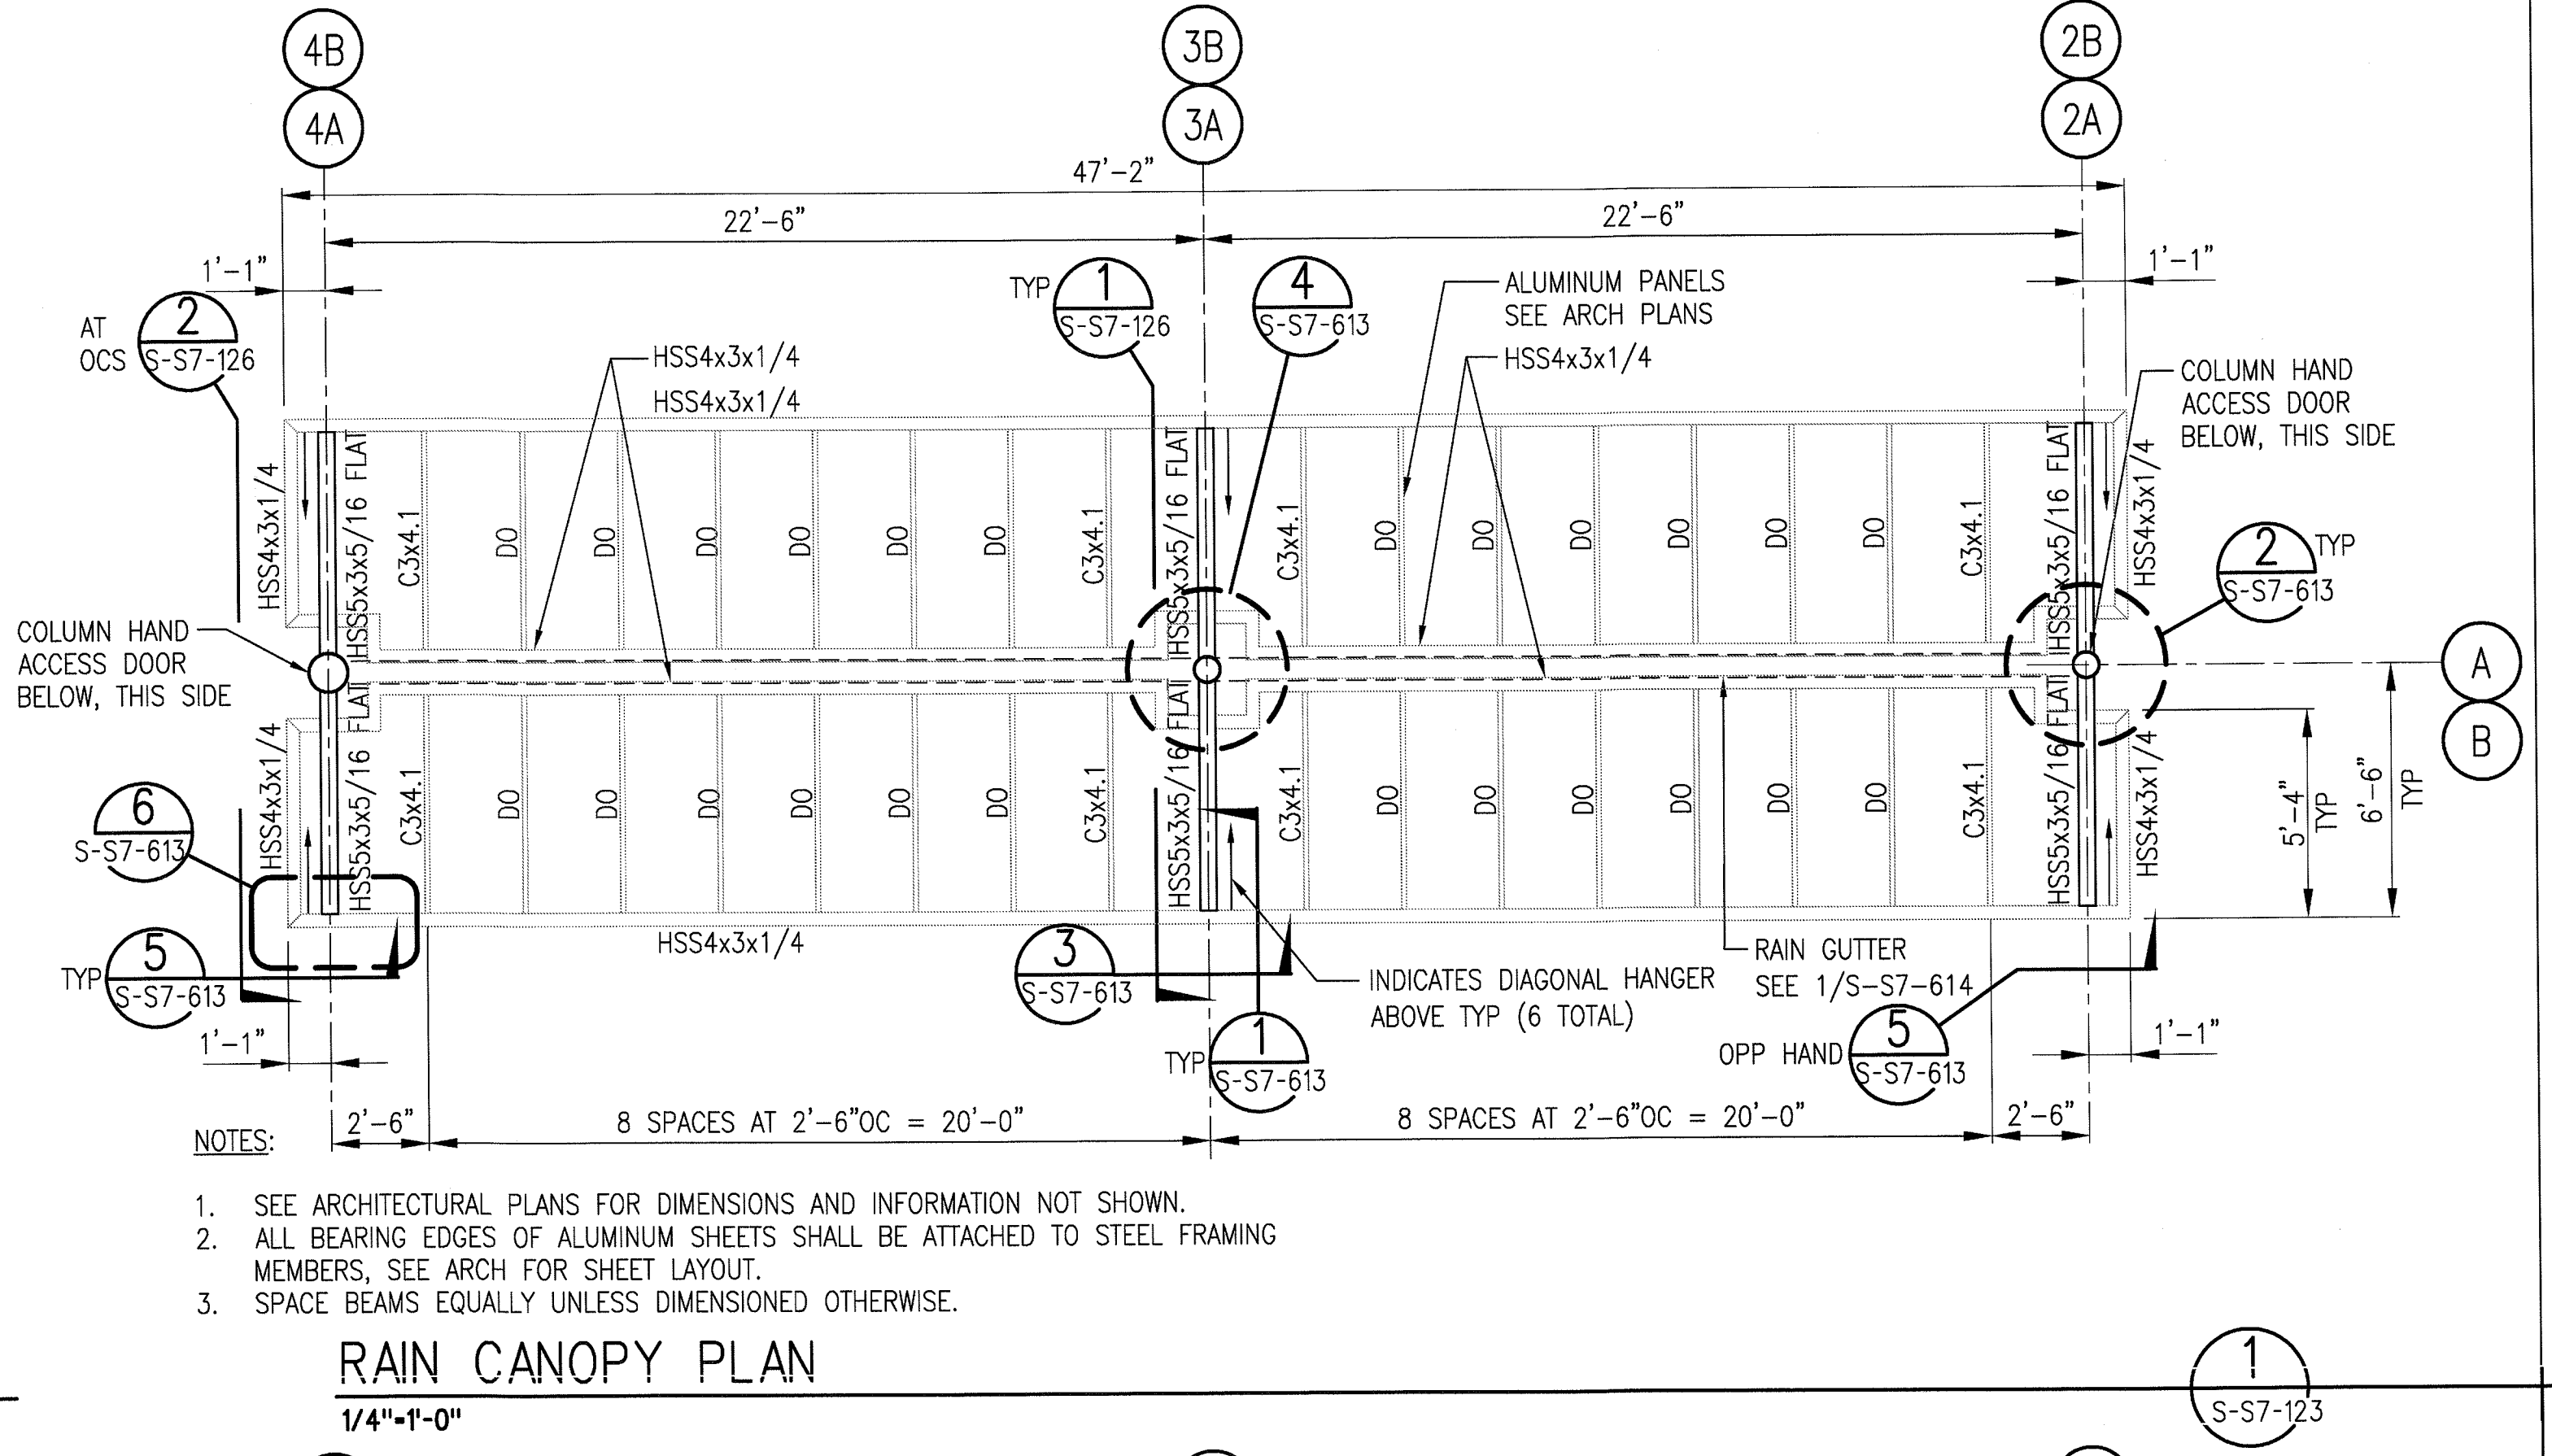 4B
3B
2B
4A
3A
2A
47'-2"
22'-6"
22'-6"
1'-1"
1'-1"
AT
OCS
2
S-S7-126
TYP
1
S-S7-126
4
S-S7-613
ALUMINUM PANELS
SEE ARCH PLANS
HSS4x3x1/4
HSS4x3x1/4
HSS4x3x1/4
COLUMN HAND
ACCESS DOOR
BELOW, THIS SIDE
HSS4x3x1/4
HSS5x3x5/16 FLAT
C3x4.1
DO
DO
DO
DO
DO
DO
C3x4.1
HSS5x3x5/16 FLAT
C3x4.1
DO
DO
DO
DO
DO
DO
C3x4.1
HSS5x3x5/16 FLAT
HSS4x3x1/4
2
S-S7-613
TYP
COLUMN HAND
ACCESS DOOR
BELOW, THIS SIDE
A
B
HSS4x3x1/4
HSS5x3x5/16 FLAT
C3x4.1
DO
DO
DO
DO
DO
DO
C3x4.1
HSS5x3x5/16 FLAT
C3x4.1
DO
DO
DO
DO
DO
DO
C3x4.1
HSS5x3x5/16 FLAT
HSS4x3x1/4
5'-4"
TYP
6'-6"
TYP
6
S-S7-613
HSS4x3x1/4
TYP
5
S-S7-613
3
S-S7-613
INDICATES DIAGONAL HANGER
ABOVE TYP (6 TOTAL)
RAIN GUTTER
SEE 1/S-S7-614
1'-1"
TYP
1
S-S7-613
OPP HAND
5
S-S7-613
1'-1"
2'-6"
8 SPACES AT 2'-6"OC = 20'-0"
8 SPACES AT 2'-6"OC = 20'-0"
2'-6"
NOTES:
1. SEE ARCHITECTURAL PLANS FOR DIMENSIONS AND INFORMATION NOT SHOWN.
2. ALL BEARING EDGES OF ALUMINUM SHEETS SHALL BE ATTACHED TO STEEL FRAMING
MEMBERS, SEE ARCH FOR SHEET LAYOUT.
3. SPACE BEAMS EQUALLY UNLESS DIMENSIONED OTHERWISE.
RAIN CANOPY PLAN
1/4"=1'-0"
1
S-S7-123